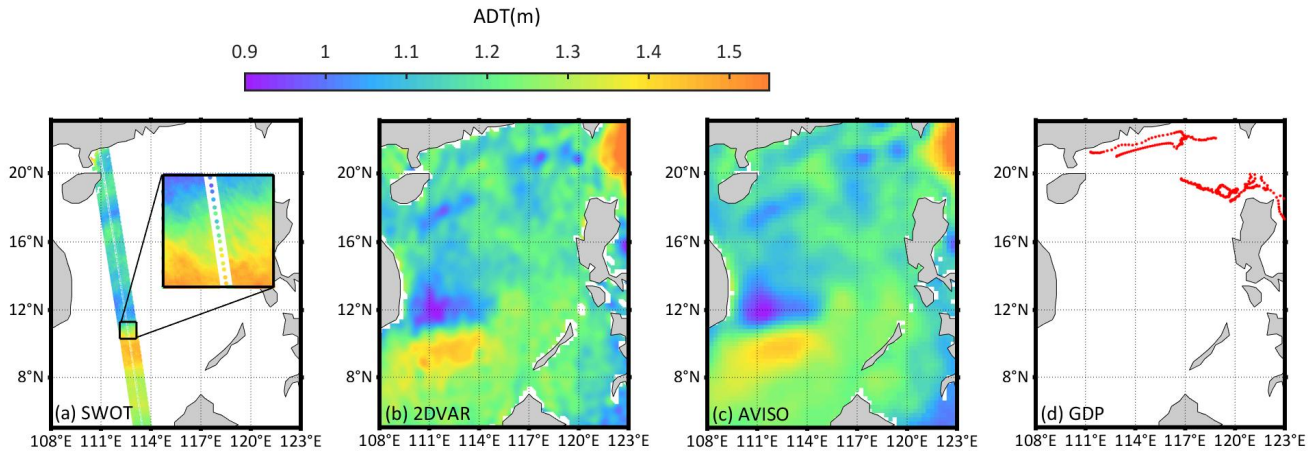 ADT(m)
0.9 1 1.1 1.2 1.3 1.4 1.5
20°N 20°N 20°N 20°N
16°N 16°N 16°N 16°N
12°N 12°N 12°N 12°N
8°N 8°N 8°N 8°N
(a) SWOT (b) 2DVAR (c) AVISO (d) GDP
108°E 111°E 114°E 117°E 120°E 123°E 108°E 111°E 114°E 117°E 120°E 123°E 108°E 111°E 114°E 117°E 120°E 123°E 108°E 111°E 114°E 117°E 120°E 123°E